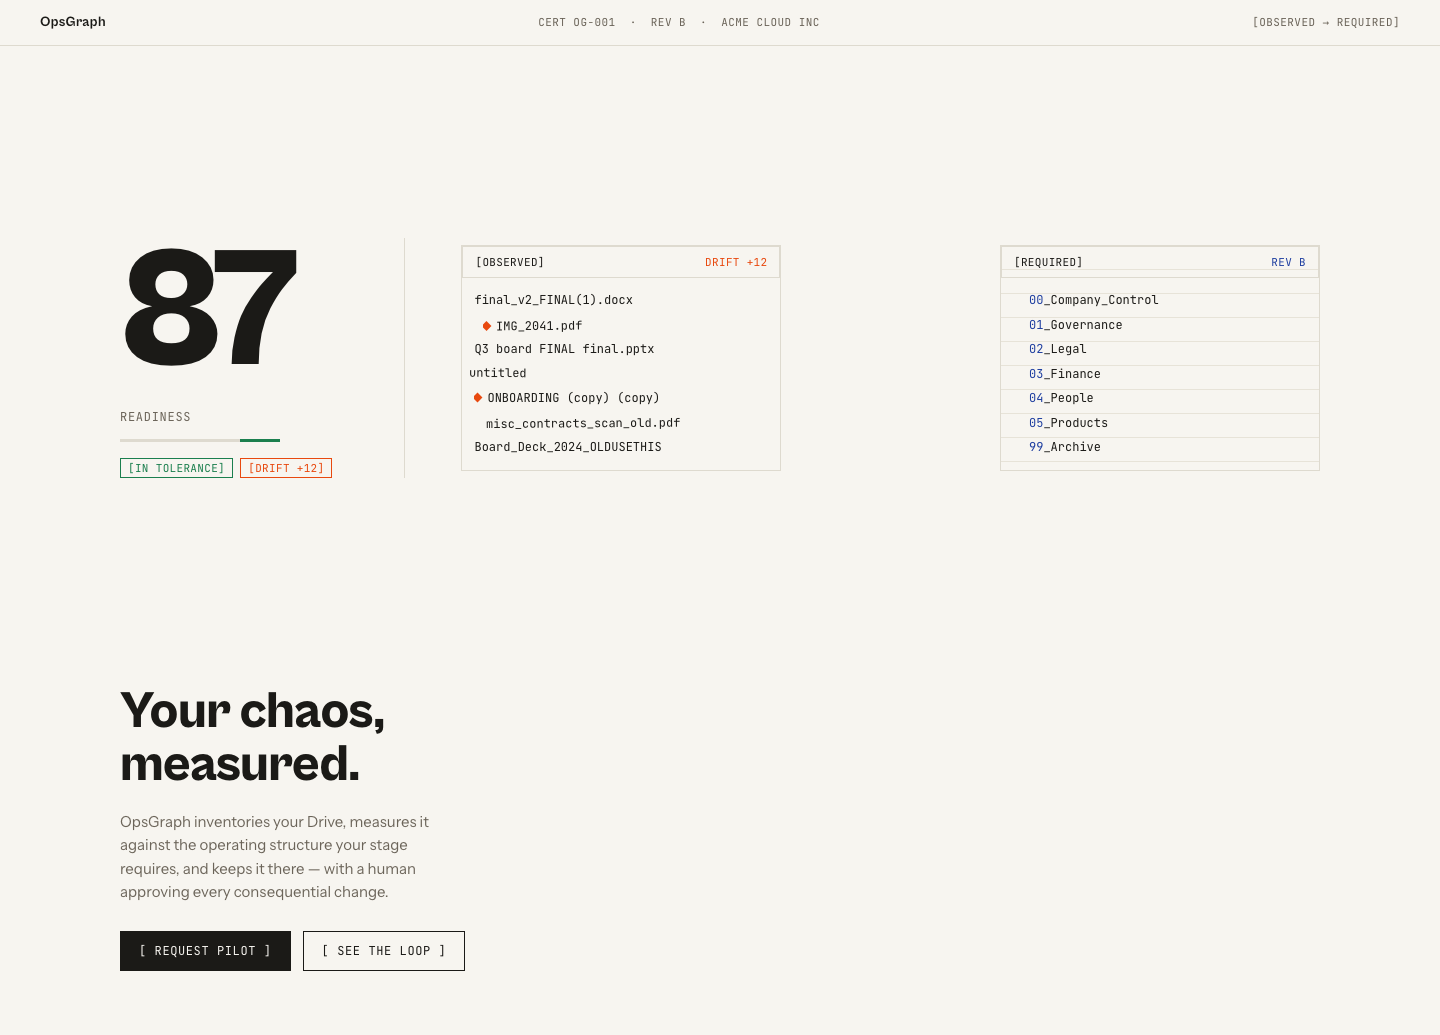 OpsGraph
CERT OG-001 · REV B · ACME CLOUD INC
[OBSERVED → REQUIRED]
87
READINESS
[IN TOLERANCE] [DRIFT +12]
[OBSERVED] DRIFT +12
final_v2_FINAL(1).docx
IMG_2041.pdf
Q3 board FINAL final.pptx
untitled
ONBOARDING (copy) (copy)
misc_contracts_scan_old.pdf
Board_Deck_2024_OLDUSETHIS
[REQUIRED] REV B
00_Company_Control
01_Governance
02_Legal
03_Finance
04_People
05_Products
99_Archive
Your chaos,
measured.
OpsGraph inventories your Drive, measures it
against the operating structure your stage
requires, and keeps it there — with a human
approving every consequential change.
[ REQUEST PILOT ] [ SEE THE LOOP ]